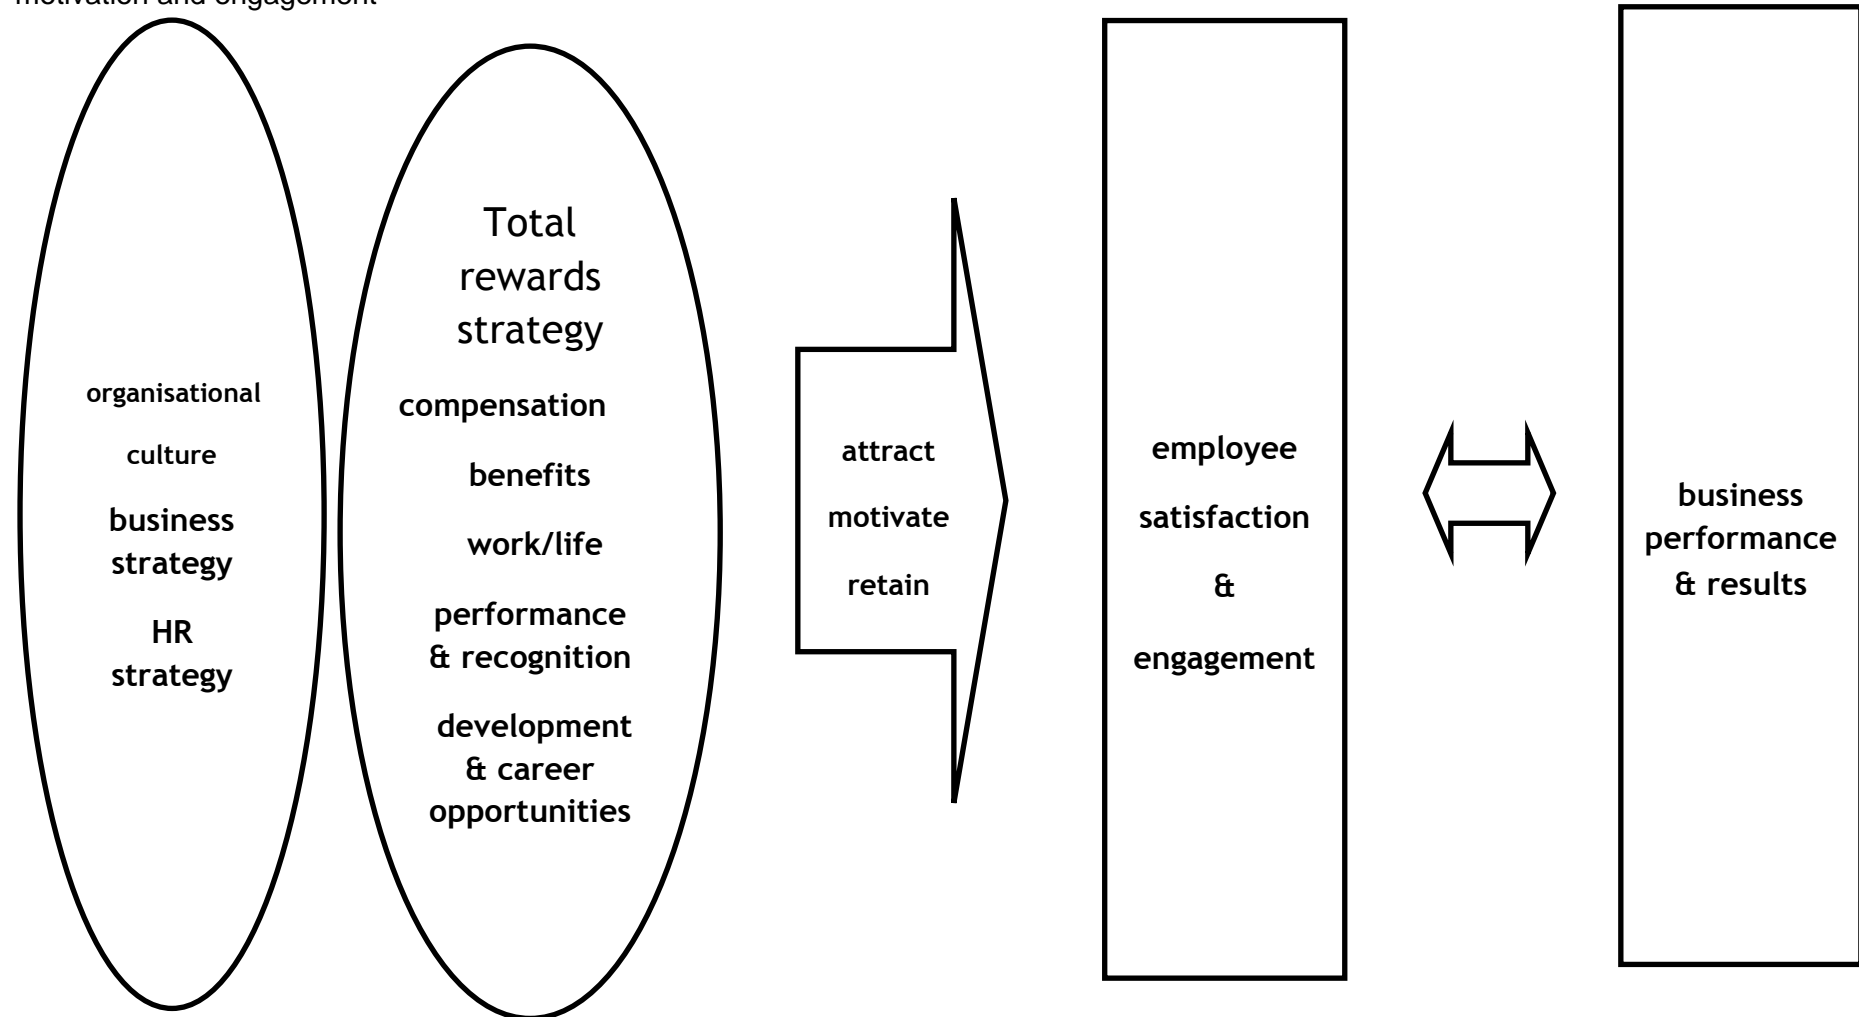 motivation and engagement
organisational
culture
business
strategy
HR
strategy
Total
rewards
strategy
compensation
benefits
work/life
performance
& recognition
development
& career
opportunities
attract
motivate
retain
employee
satisfaction
&
engagement
business
performance
& results